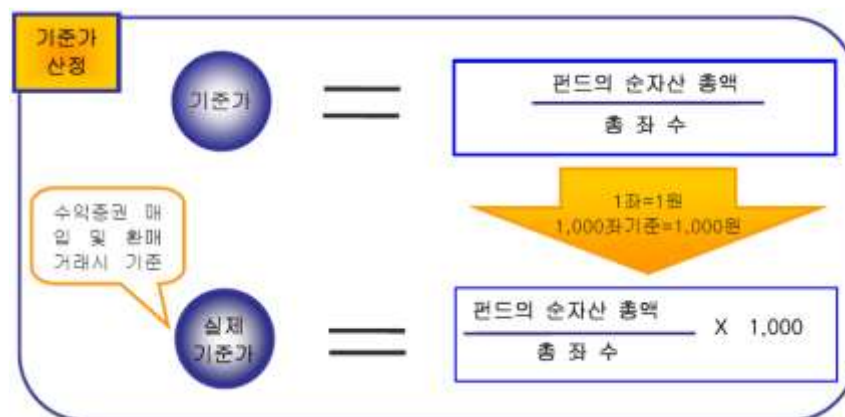 기준가
산정
기준가
펀드의 순자산 총액
총 좌 수
1좌=1원
1,000좌기준=1,000원
수익증권 매
입 및 환매
거래시 기준
실제
기준가
펀드의 순자산 총액
X 1,000
총 좌 수